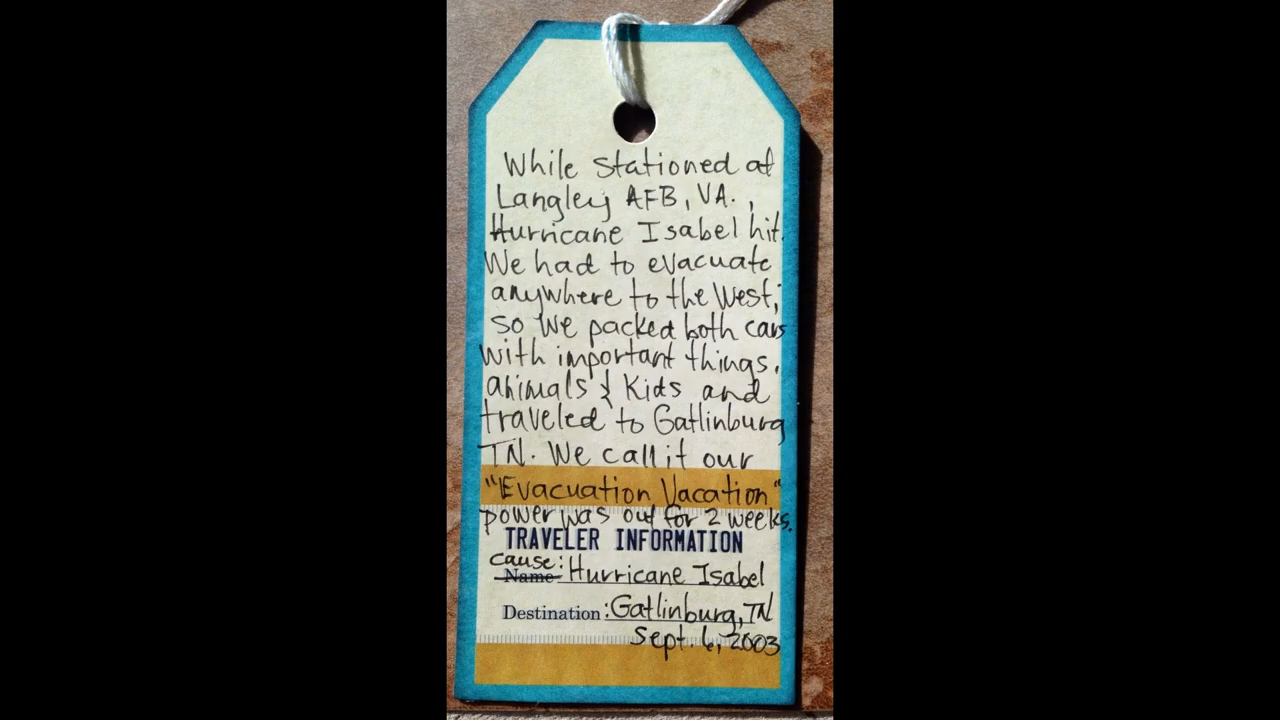 While stationed at
Langley AFB, VA.,
Hurricane Isabel hit.
We had to evacuate
anywhere to the West,
so we packed both cars
with important things.
animals & Kids and
traveled to Gatlinburg
TN. We call it our
"Evacuation Vacation"
power was out for 2 weeks.
TRAVELER INFORMATION
cause:
Name Hurricane Isabel
Destination: Gatlinburg, TN
Sept. 6, 2003